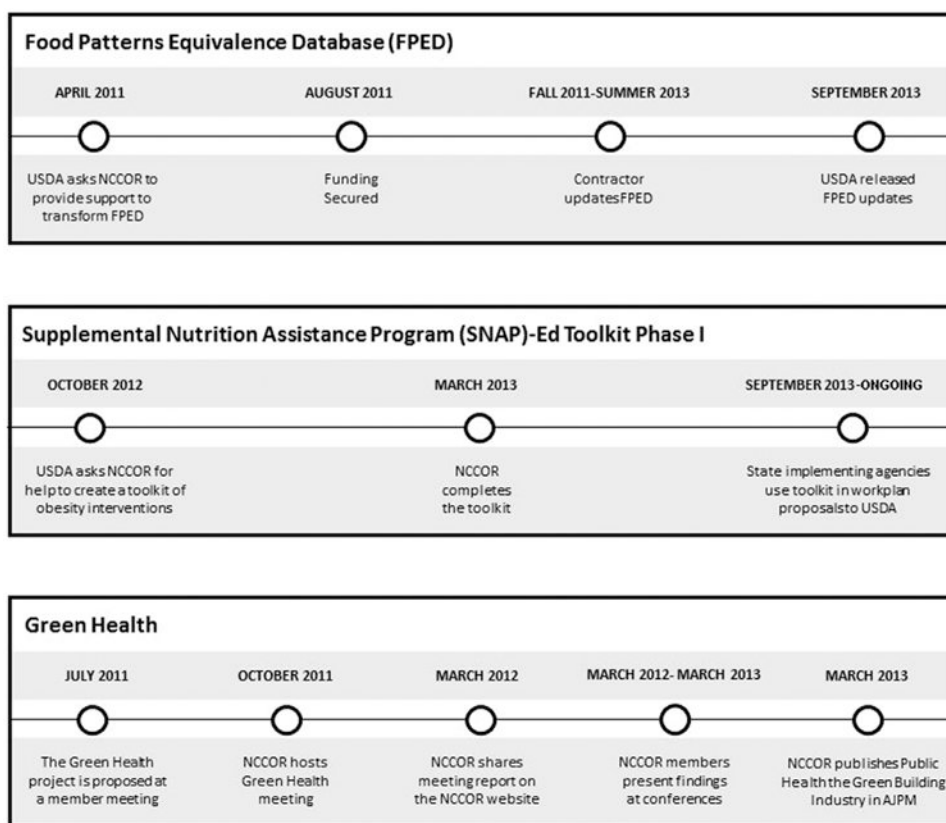 Food Patterns Equivalence Database (FPED)
APRIL 2011
AUGUST 2011
FALL 2011-SUMMER 2013
SEPTEMBER 2013
USDA asks NCCOR to
provide support to
transform FPED
Funding
Secured
Contractor
updatesFPED
USDA released
FPED updates
Supplemental Nutrition Assistance Program (SNAP)-Ed Toolkit Phase I
OCTOBER 2012
MARCH 2013
SEPTEMBER 2013-ONGOING
USDA asks NCCOR for
help to create a toolkit of
obesity interventions
NCCOR
completes
the toolkit
State implementing agencies
use toolkit in workplan
proposalsto USDA
Green Health
JULY 2011
OCTOBER 2011
MARCH 2012
MARCH 2012- MARCH 2013
MARCH 2013
The Green Health
project is proposed at
a member meeting
NCCOR hosts
Green Health
meeting
NCCOR shares
meeting report on
the NCCOR website
NCCOR members
present findings
at conferences
NCCOR publishes Public
Health the Green Building
Industry in AJPM